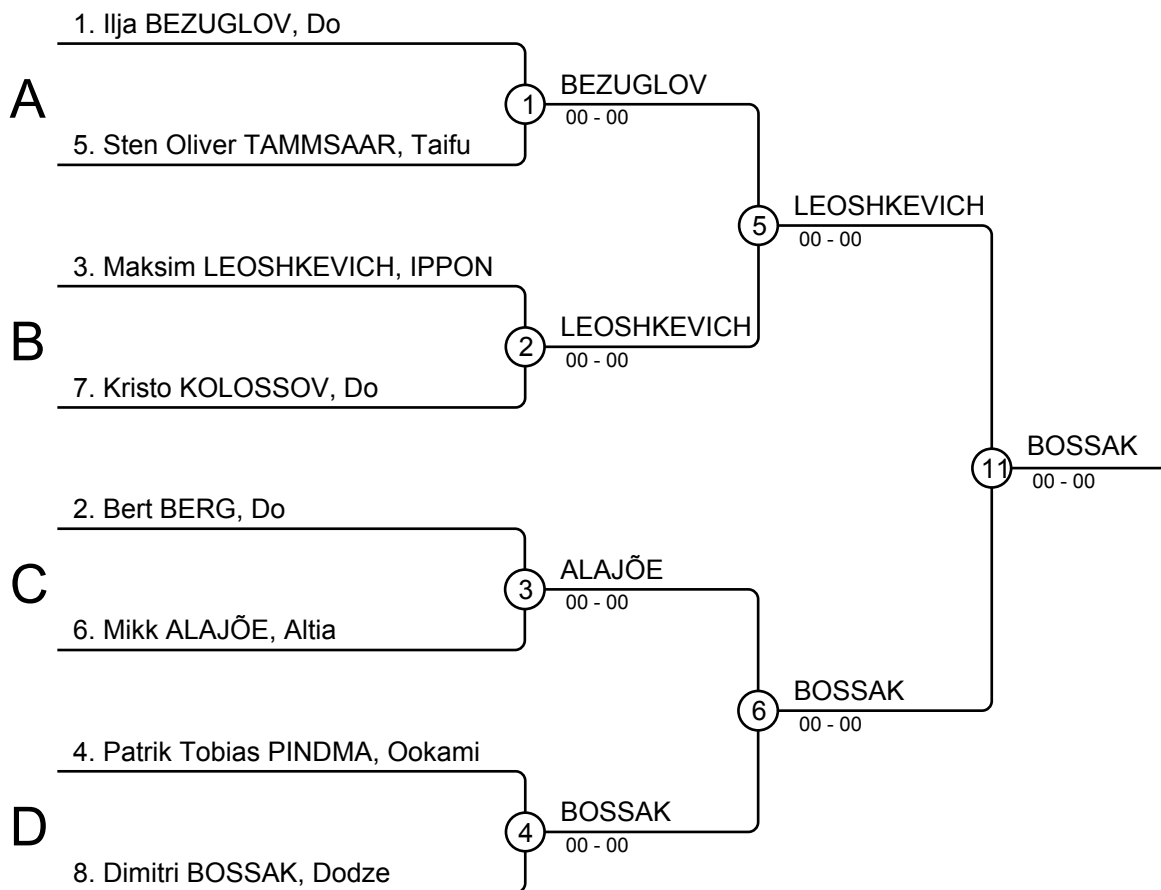 1. Ilja BEZUGLOV, Do
A
1
BEZUGLOV
00 - 00
5. Sten Oliver TAMMSAAR, Taifu
5
LEOSHKEVICH
00 - 00
3. Maksim LEOSHKEVICH, IPPON
B
2
LEOSHKEVICH
00 - 00
7. Kristo KOLOSSOV, Do
11
BOSSAK
00 - 00
2. Bert BERG, Do
C
3
ALAJÕE
00 - 00
6. Mikk ALAJÕE, Altia
6
BOSSAK
00 - 00
4. Patrik Tobias PINDMA, Ookami
D
4
BOSSAK
00 - 00
8. Dimitri BOSSAK, Dodze